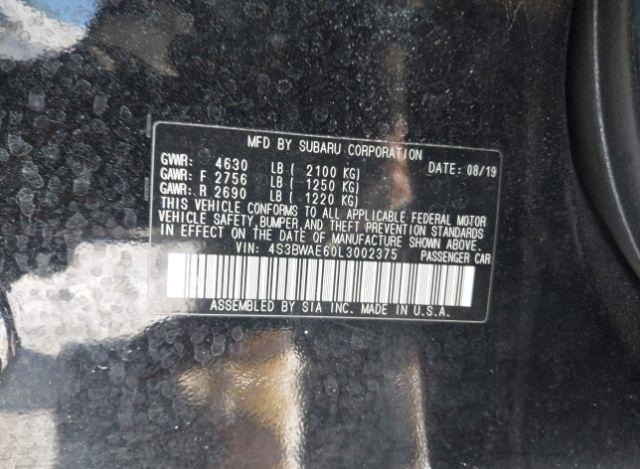 MFD BY SUBARU CORPORATION
GVWR: 4630 LB ( 2100 KG) DATE: 08/19
GAWR: F 2756 LB ( 1250 KG)
GAWR: R 2690 LB ( 1220 KG)
THIS VEHICLE CONFORMS TO ALL APPLICABLE FEDERAL MOTOR
VEHICLE SAFETY, BUMPER, AND THEFT PREVENTION STANDARDS
IN EFFECT ON THE DATE OF MANUFACTURE SHOWN ABOVE.
VIN: 4S3BWAE60L3002375 PASSENGER CAR
ASSEMBLED BY SIA INC. MADE IN U.S.A.